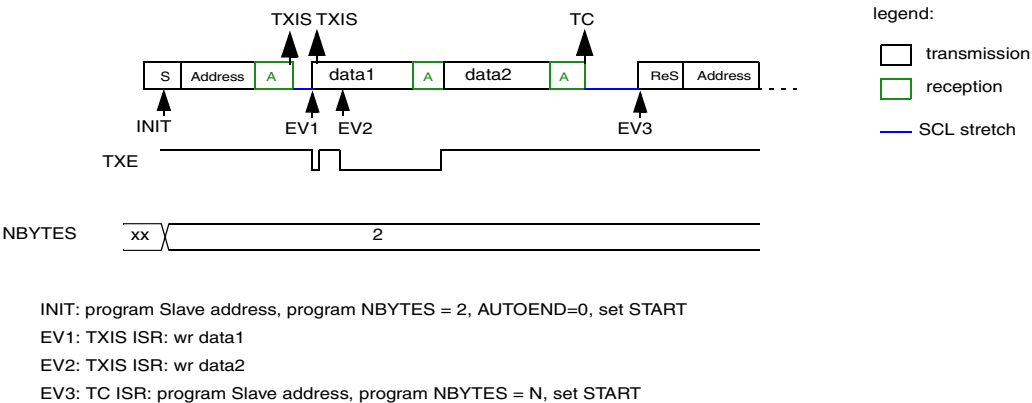 TXIS TXIS TC legend:
transmission
S Address A data1 A data2 A ReS Address
reception
INIT EV1 EV2 EV3 SCL stretch
TXE
NBYTES xx 2
INIT: program Slave address, program NBYTES = 2, AUTOEND=0, set START
EV1: TXIS ISR: wr data1
EV2: TXIS ISR: wr data2
EV3: TC ISR: program Slave address, program NBYTES = N, set START